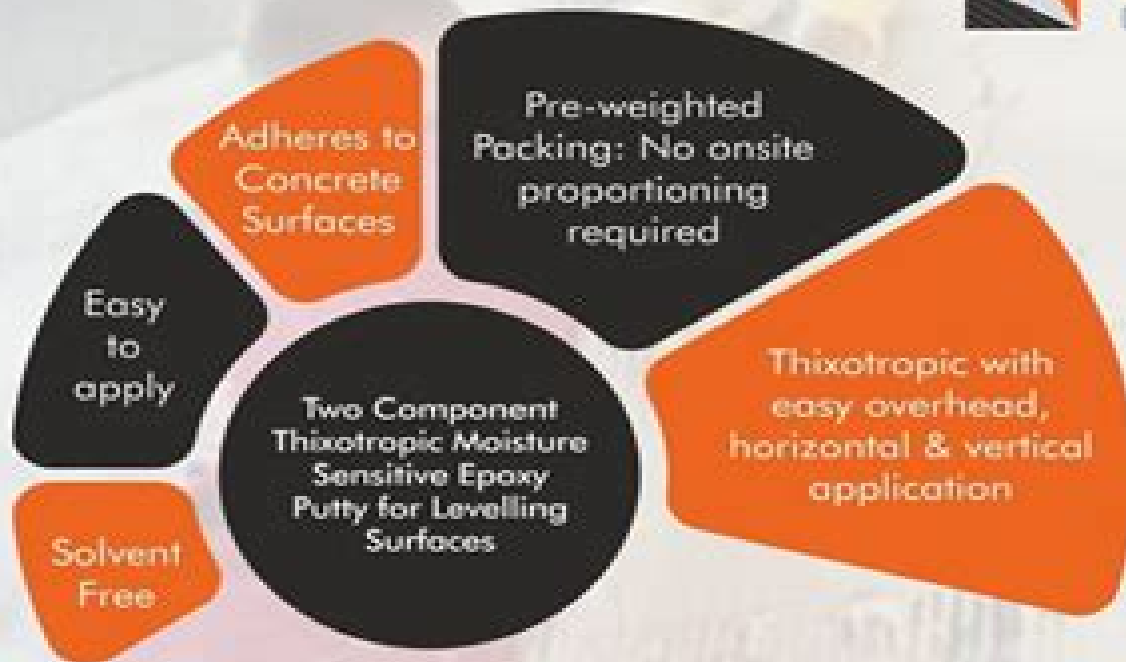 Adheres to
Concrete
Surfaces
Pre-weighted
Packing: No onsite
proportioning
required
Easy
to
apply
Thixotropic with
easy overhead,
horizontal & vertical
application
Two Component
Thixotropic Moisture
Sensitive Epoxy
Putty for Levelling
Surfaces
Solvent
Free